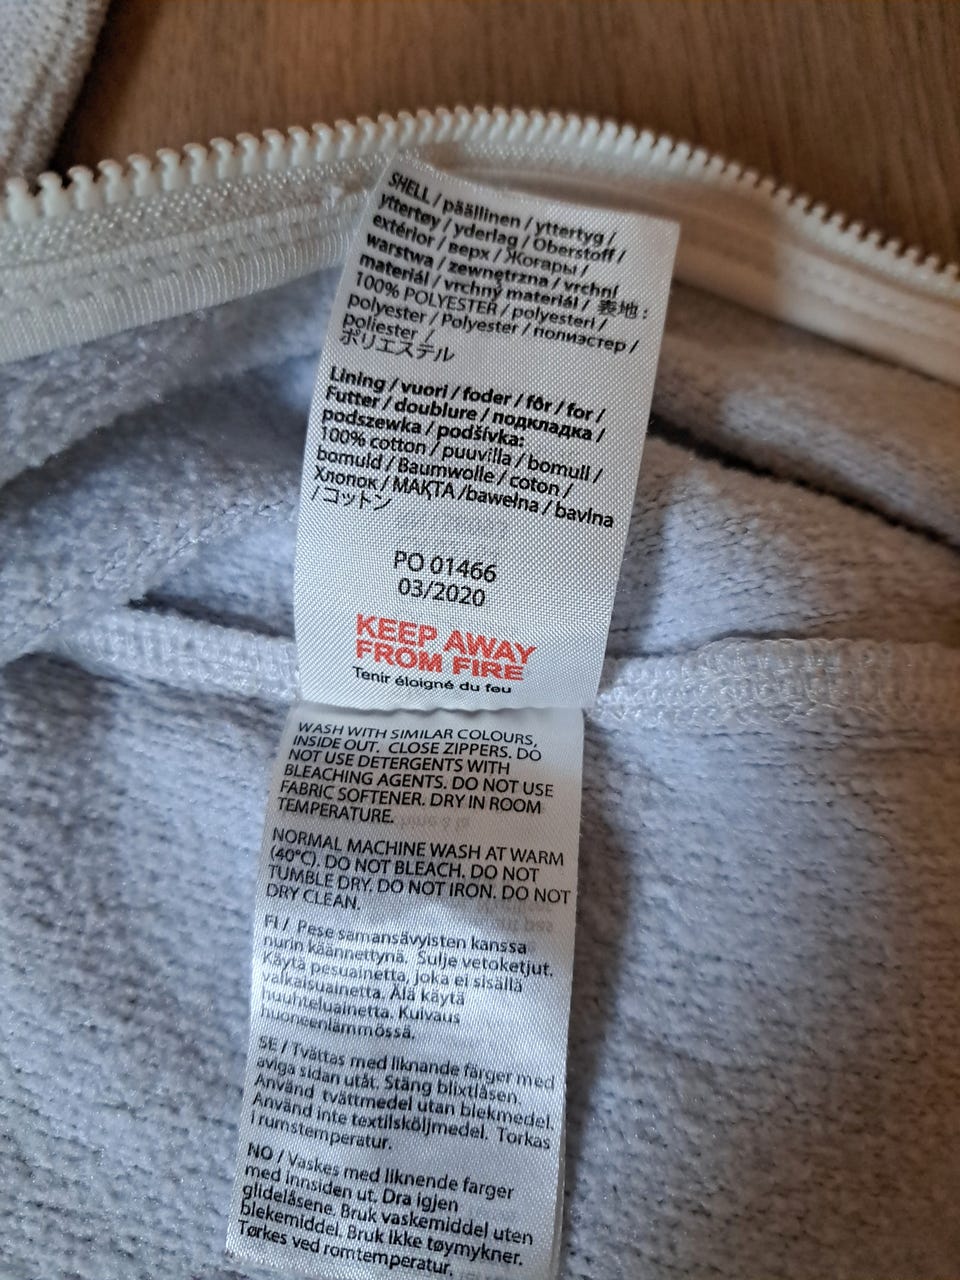 SHELL / päällinen / yttertyg /
yttertøy / yderlag / Oberstoff /
extérior / верх / Жоғары /
warstwa / zewnętrzna / vrchní
materiál / vrchný materiál / 表地 :
100% POLYESTER / polyesteri /
polyester / Polyester / полиэстер /
poliester /
ポリエステル
Lining / vuori / foder / fôr / for /
Futter / doublure / подкладка /
podszewka / podšívka:
100% cotton / puuvilla / bomull /
bomuld / Baumwolle / coton /
Хлопок / МАҚТА /bawełna / bavlna
/ コットン
PO 01466
03/2020
KEEP AWAY
FROM FIRE
Tenir éloigné du feu
WASH WITH SIMILAR COLOURS,
INSIDE OUT. CLOSE ZIPPERS. DO
NOT USE DETERGENTS WITH
BLEACHING AGENTS. DO NOT USE
FABRIC SOFTENER. DRY IN ROOM
TEMPERATURE.
NORMAL MACHINE WASH AT WARM
(40°C). DO NOT BLEACH. DO NOT
TUMBLE DRY. DO NOT IRON. DO NOT
DRY CLEAN.
FI / Pese samansävyisten kanssa
nurin käännettynä. Sulje vetoketjut.
Käytä pesuainetta, joka ei sisällä
valkaisuainetta. Älä käytä
huuhteluainetta. Kuivaus
huoneenlämmössä.
SE / Tvättas med liknande färger med
aviga sidan utåt. Stäng blixtlåsen.
Använd tvättmedel utan blekmedel.
Använd inte textilsköljmedel. Torkas
i rumstemperatur.
NO / Vaskes med liknende farger
med innsiden ut. Dra igjen
glidelåsene. Bruk vaskemiddel uten
blekemiddel. Bruk ikke tøymykner.
Tørkes ved romtemperatur.